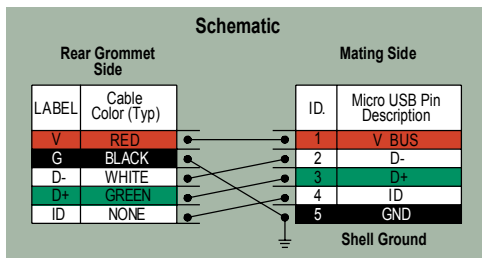 Schematic
Rear Grommet
Side
Mating Side
LABEL
Cable
Color (Typ)
ID.
Micro USB Pin
Description
V RED 1 V BUS
G BLACK 2 D-
D- WHITE 3 D+
D+ GREEN 4 ID
ID NONE 5 GND
Shell Ground